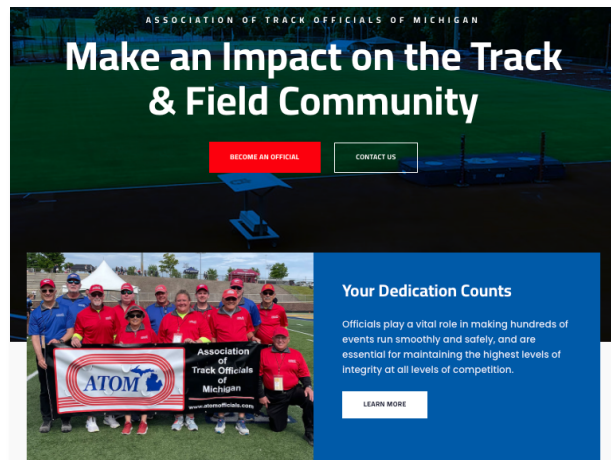 ASSOCIATION OF TRACK OFFICIALS OF MICHIGAN
Make an Impact on the Track
& Field Community
BECOME AN OFFICIAL
CONTACT US
Your Dedication Counts
Officials play a vital role in making hundreds of
events run smoothly and safely, and are
essential for maintaining the highest levels of
integrity at all levels of competition.
LEARN MORE
ATOM
Association
of
Track Officials
of
Michigan
www.atomofficials.com